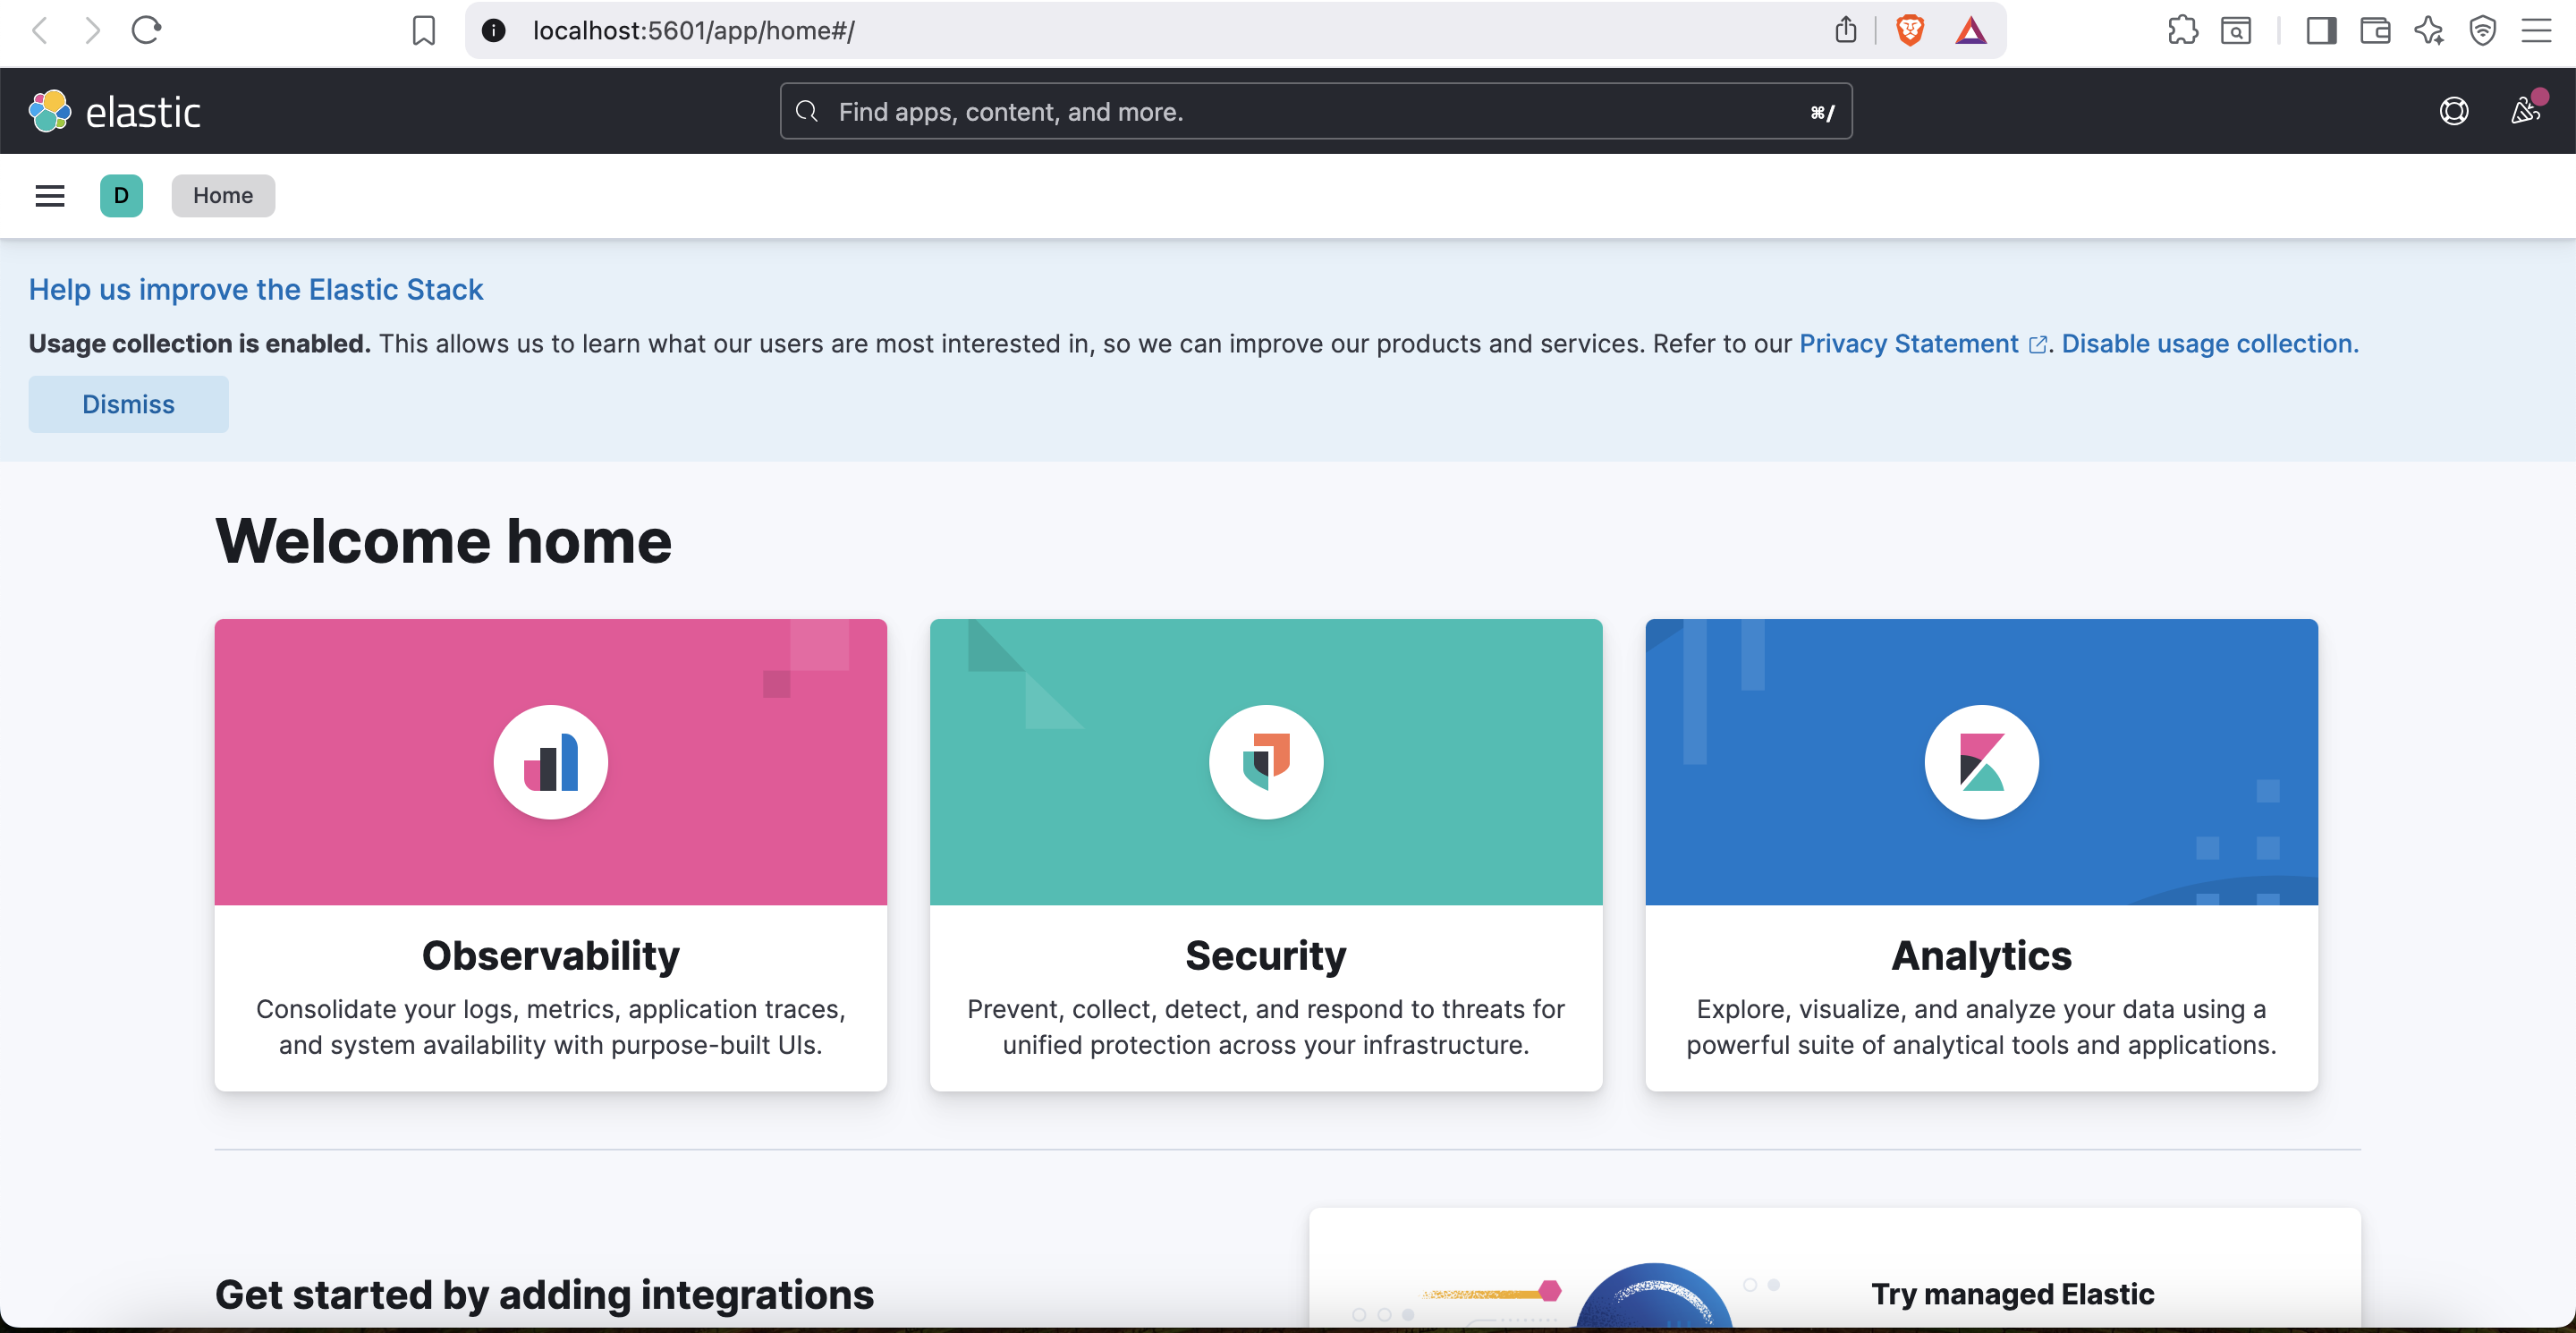 localhost:5601/app/home#/
elastic
Find apps, content, and more.
⌘/
D
Home
Help us improve the Elastic Stack
Usage collection is enabled. This allows us to learn what our users are most interested in, so we can improve our products and services. Refer to our Privacy Statement. Disable usage collection.
Dismiss
Welcome home
Observability
Consolidate your logs, metrics, application traces,
and system availability with purpose-built UIs.
Security
Prevent, collect, detect, and respond to threats for
unified protection across your infrastructure.
Analytics
Explore, visualize, and analyze your data using a
powerful suite of analytical tools and applications.
Get started by adding integrations
Try managed Elastic